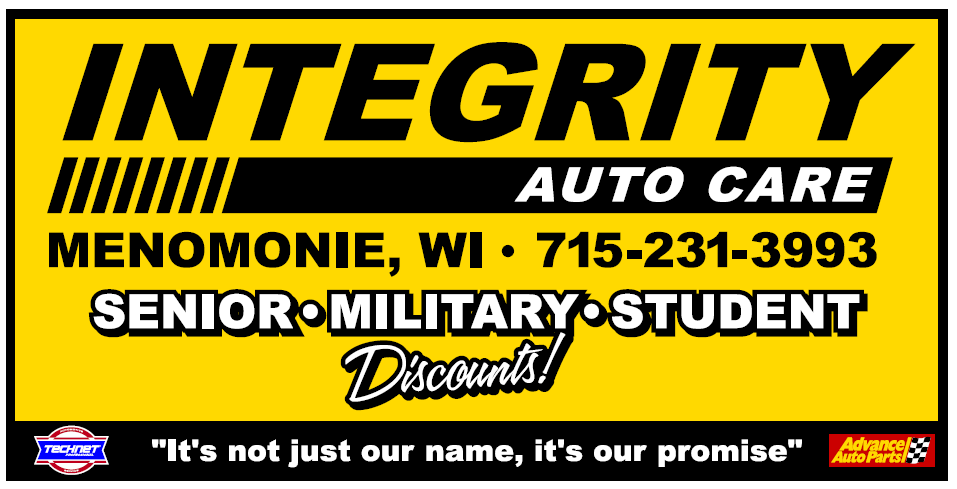 INTEGRITY
AUTO CARE
MENOMONIE, WI • 715-231-3993
SENIOR•MILITARY•STUDENT
Discounts!
TECHNET
"It's not just our name, it's our promise"
Advance
Auto Parts